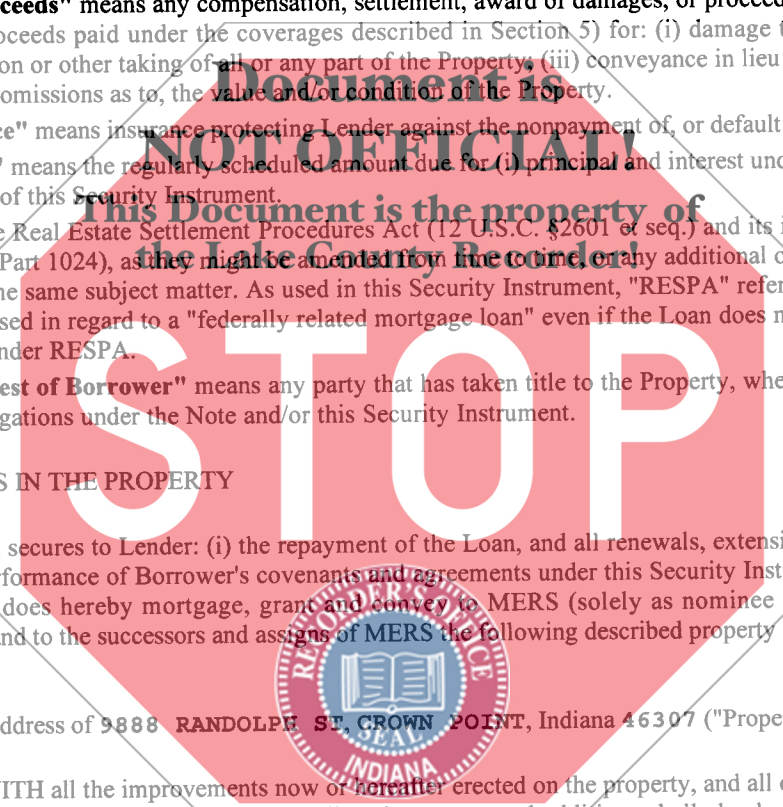 ceeds" means any compensation, settlement, award of damages, or proceed
oceeds paid under the coverages described in Section 5) for: (i) damage t
on or other taking of all or any part of the Property; (iii) conveyance in lieu
omissions as to, the value and/or condition of the Property.
Document is
ce" means insurance protecting Lender against the nonpayment of, or default
NOT OFFICIAL!
" means the regularly scheduled amount due for (i) principal and interest und
of this Security Instrument.
This Document is the property of
e Real Estate Settlement Procedures Act (12 U.S.C. §2601 et seq.) and its i
the Lake County Recorder!
Part 1024), as they might be amended from time to time, or any additional o
ne same subject matter. As used in this Security Instrument, "RESPA" refer
sed in regard to a "federally related mortgage loan" even if the Loan does n
nder RESPA.
STOP
est of Borrower" means any party that has taken title to the Property, whe
gations under the Note and/or this Security Instrument.
S IN THE PROPERTY
secures to Lender: (i) the repayment of the Loan, and all renewals, extensi
rformance of Borrower's covenants and agreements under this Security Inst
does hereby mortgage, grant and convey to MERS (solely as nominee
nd to the successors and assigns of MERS the following described property
RECORDER'S OFFICE
SEAL
INDIANA
ddress of 9888 RANDOLPH ST, CROWN POINT, Indiana 46307 ("Prope
WITH all the improvements now or hereafter erected on the property, and all